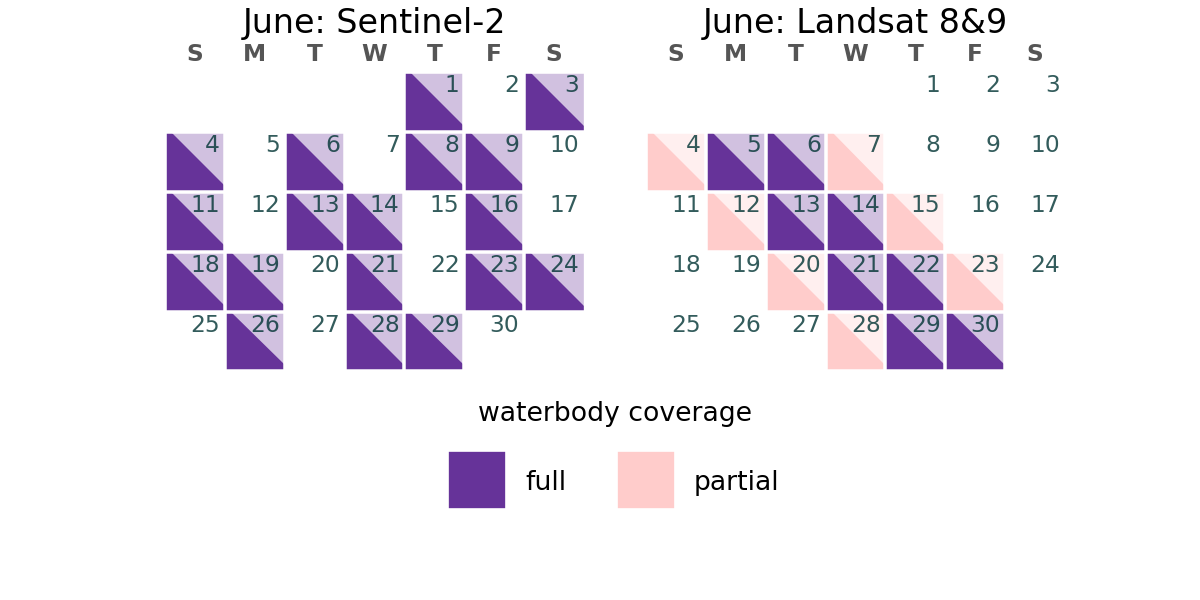 June: Sentinel-2
S M T W T F S
1 2 3
4 5 6 7 8 9 10
11 12 13 14 15 16 17
18 19 20 21 22 23 24
25 26 27 28 29 30
June: Landsat 8&9
S M T W T F S
1 2 3
4 5 6 7 8 9 10
11 12 13 14 15 16 17
18 19 20 21 22 23 24
25 26 27 28 29 30
waterbody coverage
full partial